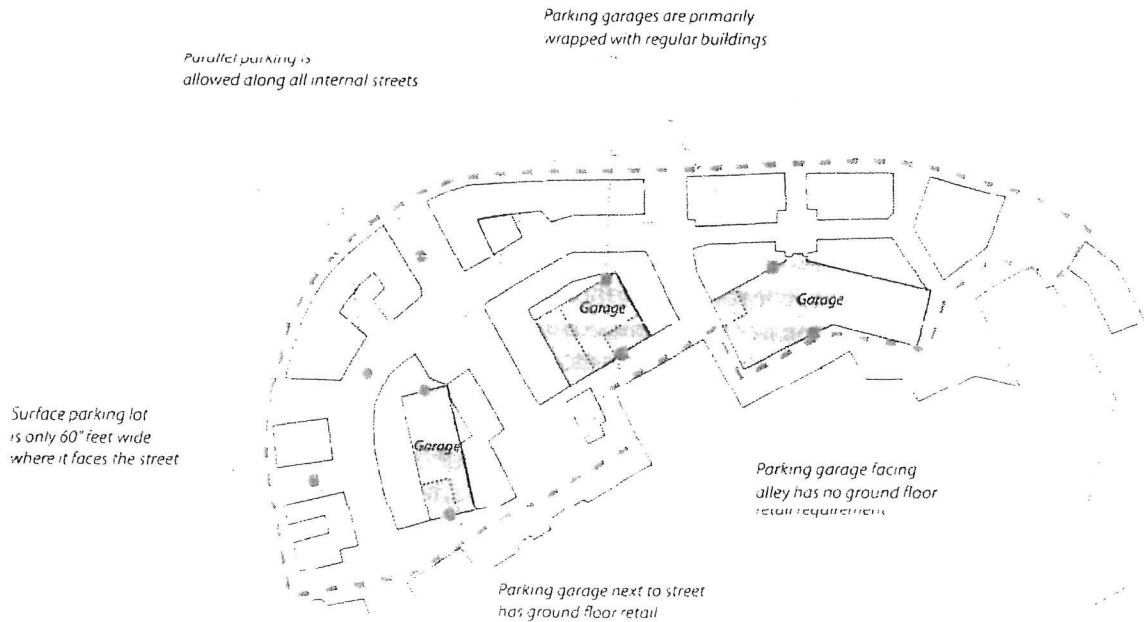 Parking garages are primarily
wrapped with regular buildings
Parallel parking is
allowed along all internal streets
Garage
Garage
Garage
Surface parking lot
is only 60" feet wide
where it faces the street
Parking garage facing
alley has no ground floor
retail requirement
Parking garage next to street
has ground floor retail